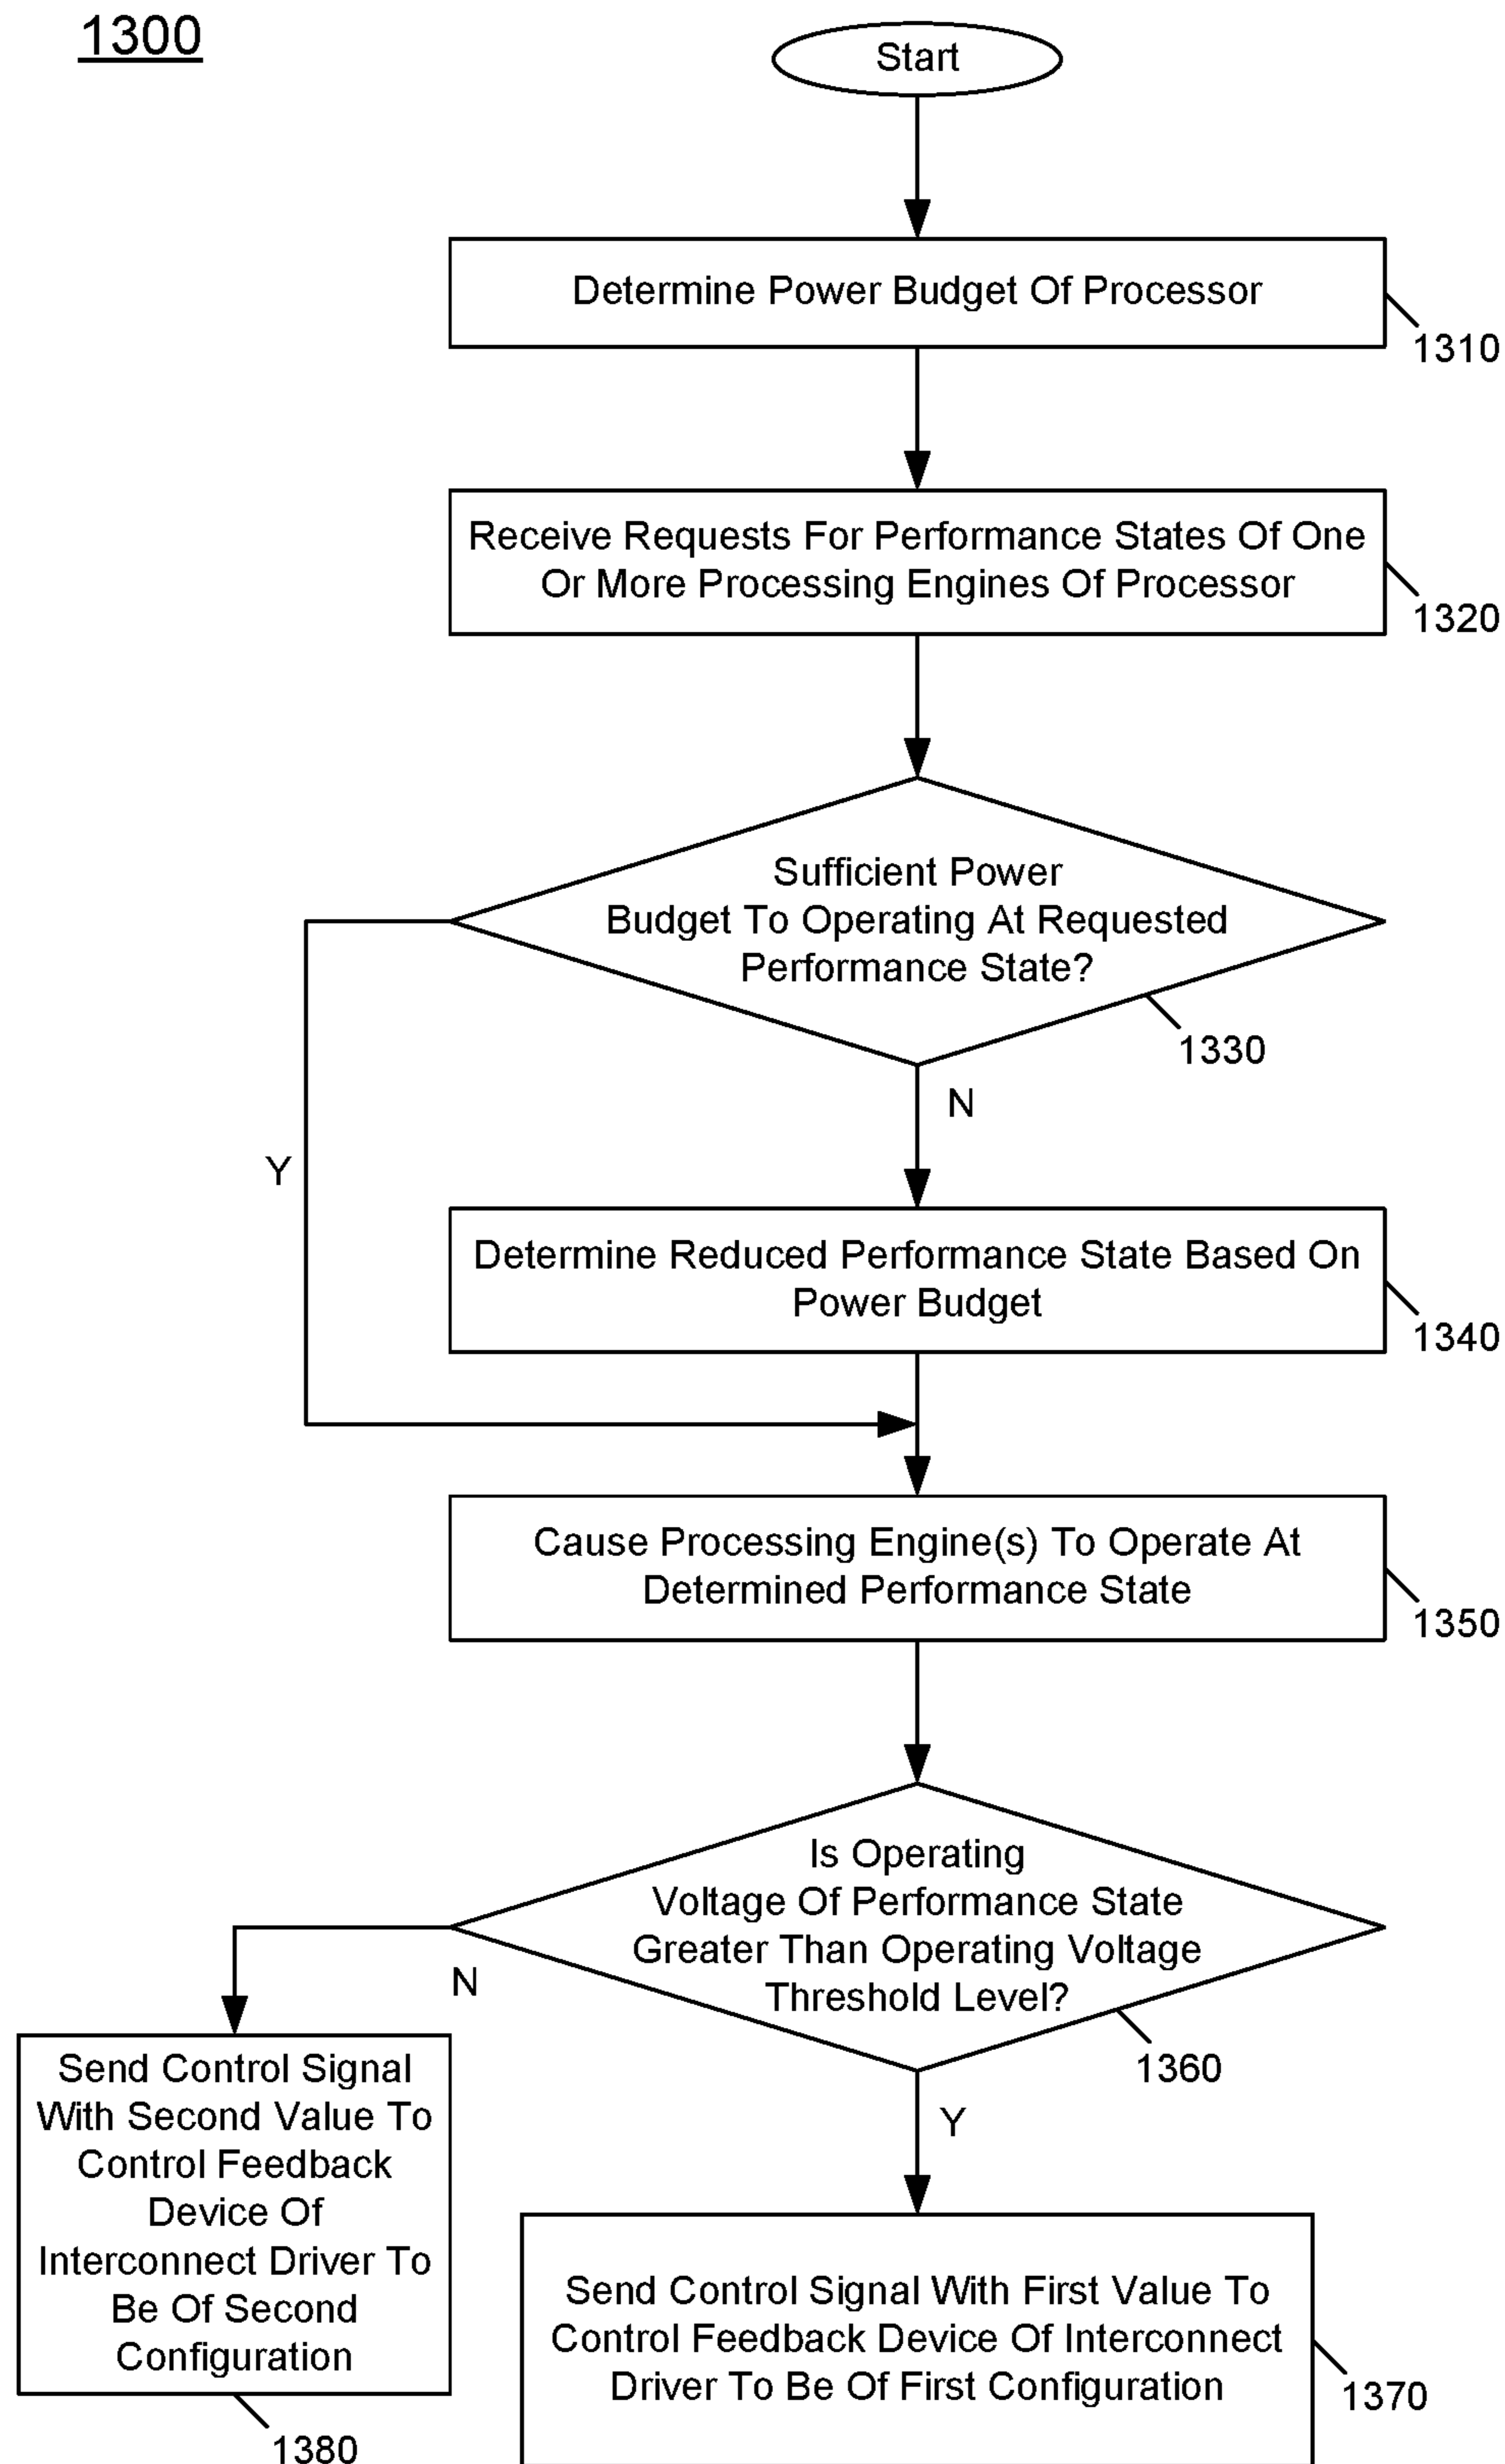 1300
Start
Determine Power Budget Of Processor
1310
Receive Requests For Performance States Of One
Or More Processing Engines Of Processor
1320
Sufficient Power
Budget To Operating At Requested
Performance State?
1330
N
Y
Determine Reduced Performance State Based On
Power Budget
1340
Cause Processing Engine(s) To Operate At
Determined Performance State
1350
Is Operating
Voltage Of Performance State
Greater Than Operating Voltage
Threshold Level?
1360
N
Y
Send Control Signal
With Second Value To
Control Feedback
Device Of
Interconnect Driver To
Be Of Second
Configuration
1380
Send Control Signal With First Value To
Control Feedback Device Of Interconnect
Driver To Be Of First Configuration
1370